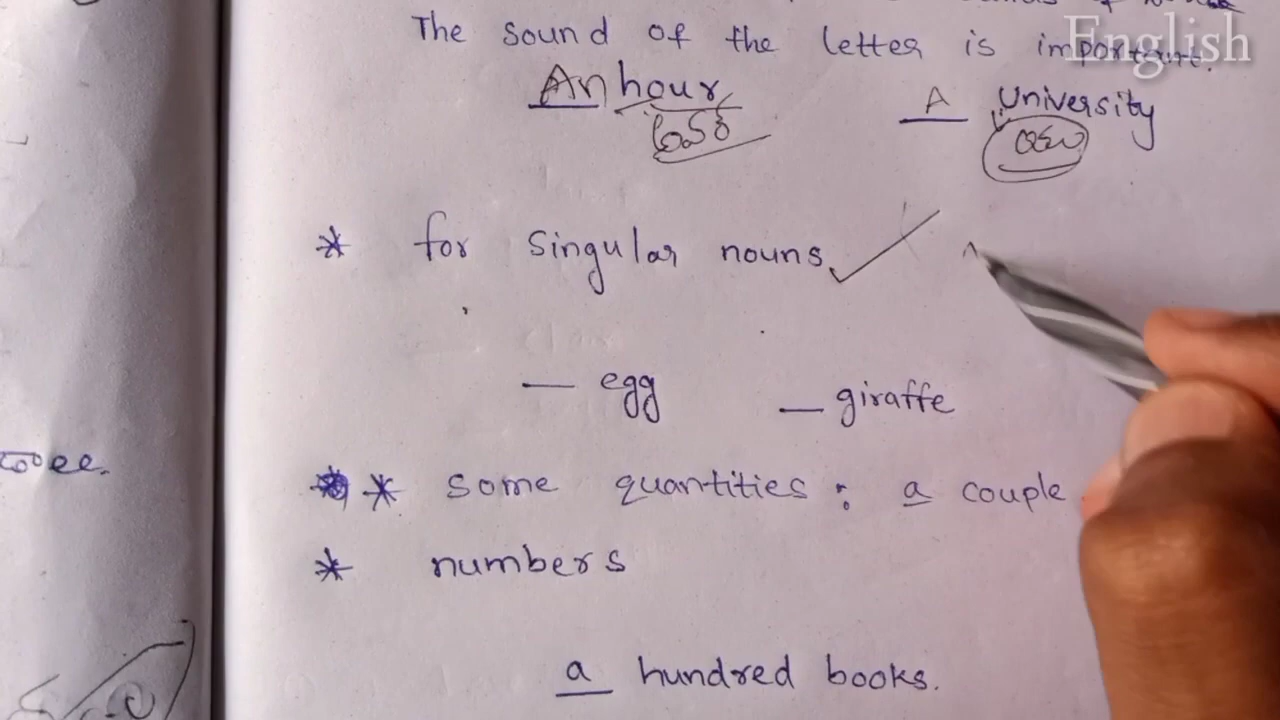 The sound of the letter is important.
English
An hour
A University
* for singular nouns ✓
— egg — giraffe
* * some quantities : a couple
* numbers
a hundred books.